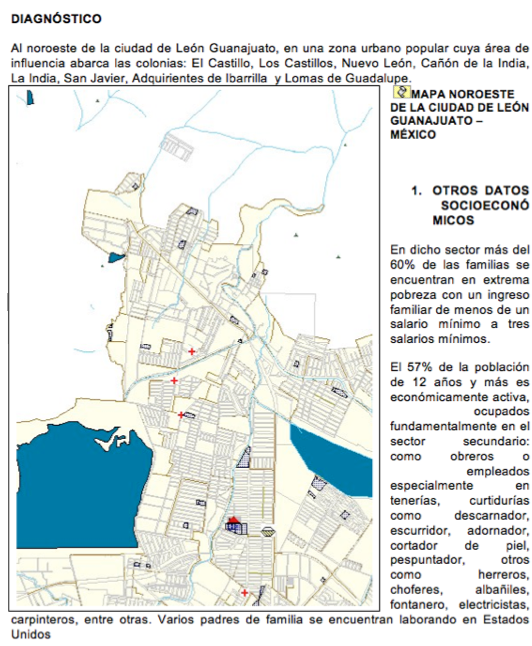 DIAGNÓSTICO
Al noroeste de la ciudad de León Guanajuato, en una zona urbano popular cuya área de
influencia abarca las colonias: El Castillo, Los Castillos, Nuevo León, Cañón de la India,
La India, San Javier, Adquirientes de Ibarrilla y Lomas de Guadalupe.
MAPA NOROESTE
DE LA CIUDAD DE LEÓN
GUANAJUATO –
MÉXICO
1. OTROS DATOS
SOCIOECONÓ
MICOS
En dicho sector más del
60% de las familias se
encuentran en extrema
pobreza con un ingreso
familiar de menos de un
salario mínimo a tres
salarios mínimos.
El 57% de la población
de 12 años y más es
económicamente activa,
ocupados
fundamentalmente en el
sector secundario:
como obreros o
empleados
especialmente en
tenerías, curtidurías
como descarnador,
escurridor, adornador,
cortador de piel,
pespuntador, otros
como herreros,
choferes, albañiles,
fontanero, electricistas,
carpinteros, entre otras. Varios padres de familia se encuentran laborando en Estados
Unidos